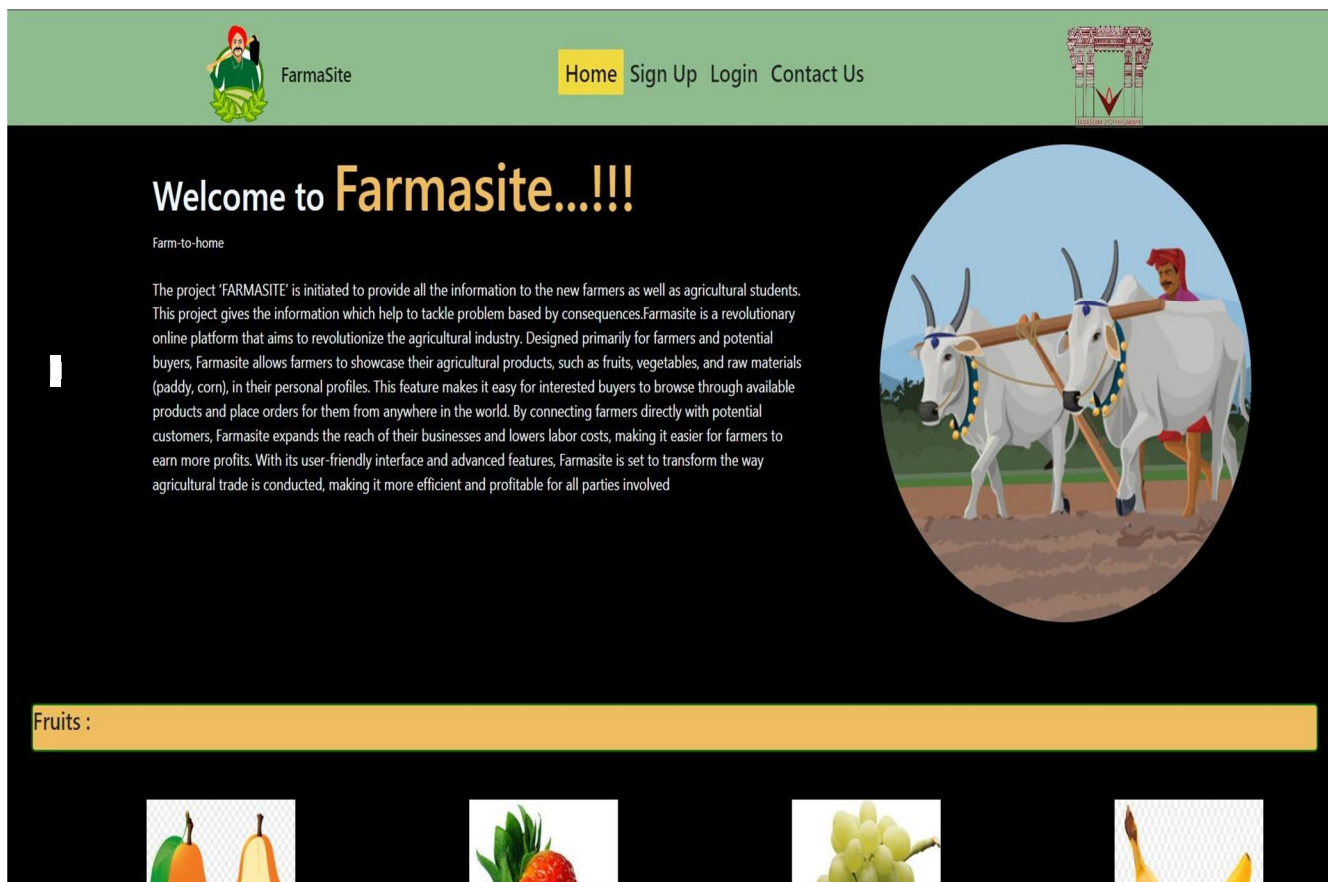 FarmaSite
Home Sign Up Login Contact Us
Welcome to Farmasite...!!!
Farm-to-home
The project ‘FARMASITE’ is initiated to provide all the information to the new farmers as well as agricultural students.
This project gives the information which help to tackle problem based by consequences.Farmasite is a revolutionary
online platform that aims to revolutionize the agricultural industry. Designed primarily for farmers and potential
buyers, Farmasite allows farmers to showcase their agricultural products, such as fruits, vegetables, and raw materials
(paddy, corn), in their personal profiles. This feature makes it easy for interested buyers to browse through available
products and place orders for them from anywhere in the world. By connecting farmers directly with potential
customers, Farmasite expands the reach of their businesses and lowers labor costs, making it easier for farmers to
earn more profits. With its user-friendly interface and advanced features, Farmasite is set to transform the way
agricultural trade is conducted, making it more efficient and profitable for all parties involved
Fruits :